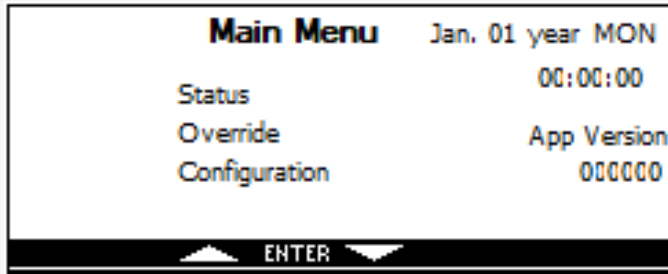 Main Menu Jan. 01 year MON
00:00:00
Status
Override App Version
Configuration 000000
ENTER